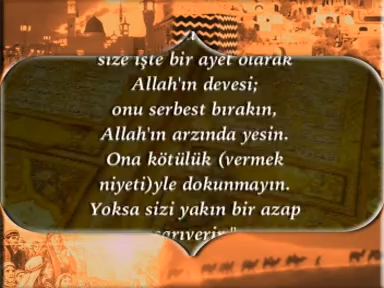 size işte bir ayet olarak
Allah'ın devesi;
onu serbest bırakın,
Allah'ın arzında yesin.
Ona kötülük (vermek
niyeti)yle dokunmayın.
Yoksa sizi yakın bir azap
sarıverir."